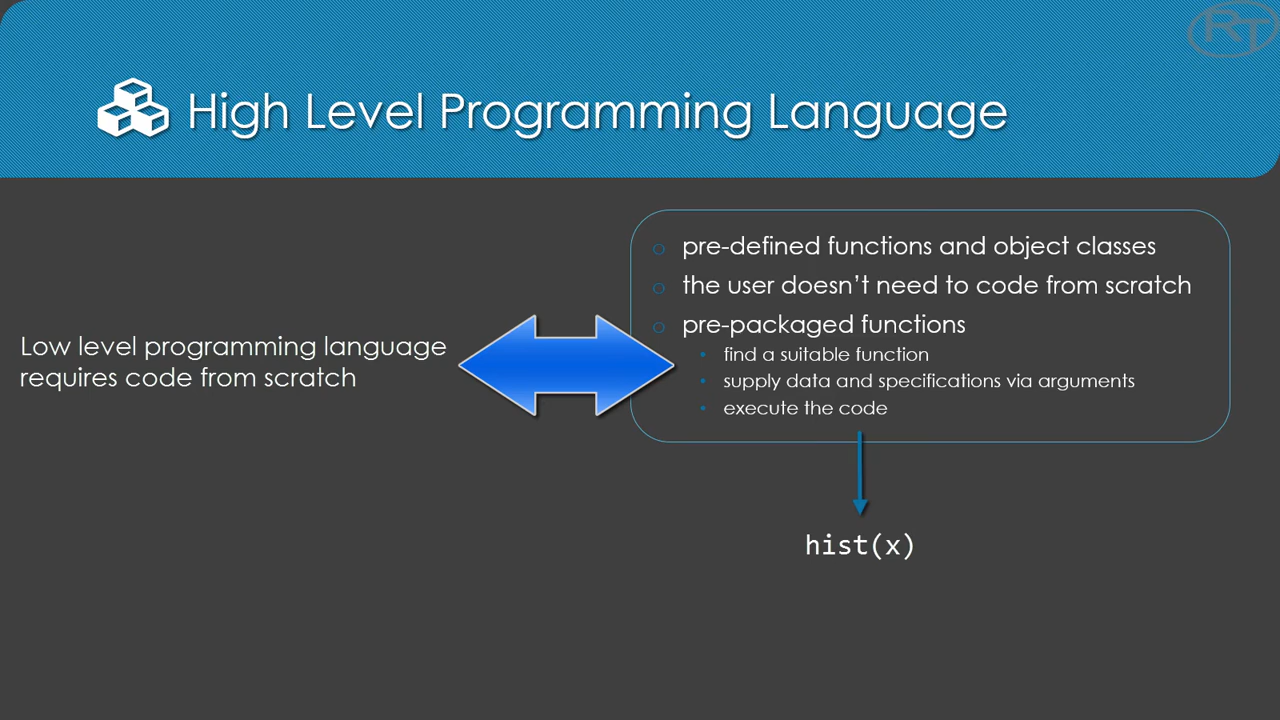 RT
High Level Programming Language
pre-defined functions and object classes
the user doesn't need to code from scratch
pre-packaged functions
find a suitable function
supply data and specifications via arguments
execute the code
Low level programming language
requires code from scratch
hist(x)